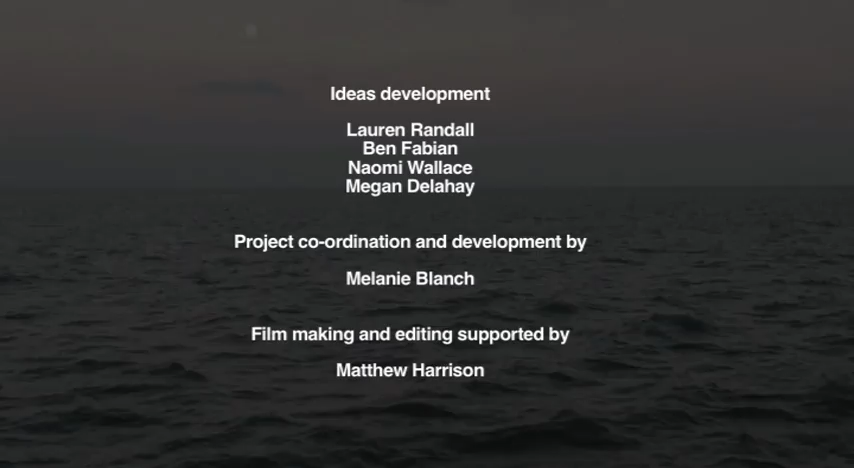 Ideas development
Lauren Randall
Ben Fabian
Naomi Wallace
Megan Delahay
Project co-ordination and development by
Melanie Blanch
Film making and editing supported by
Matthew Harrison